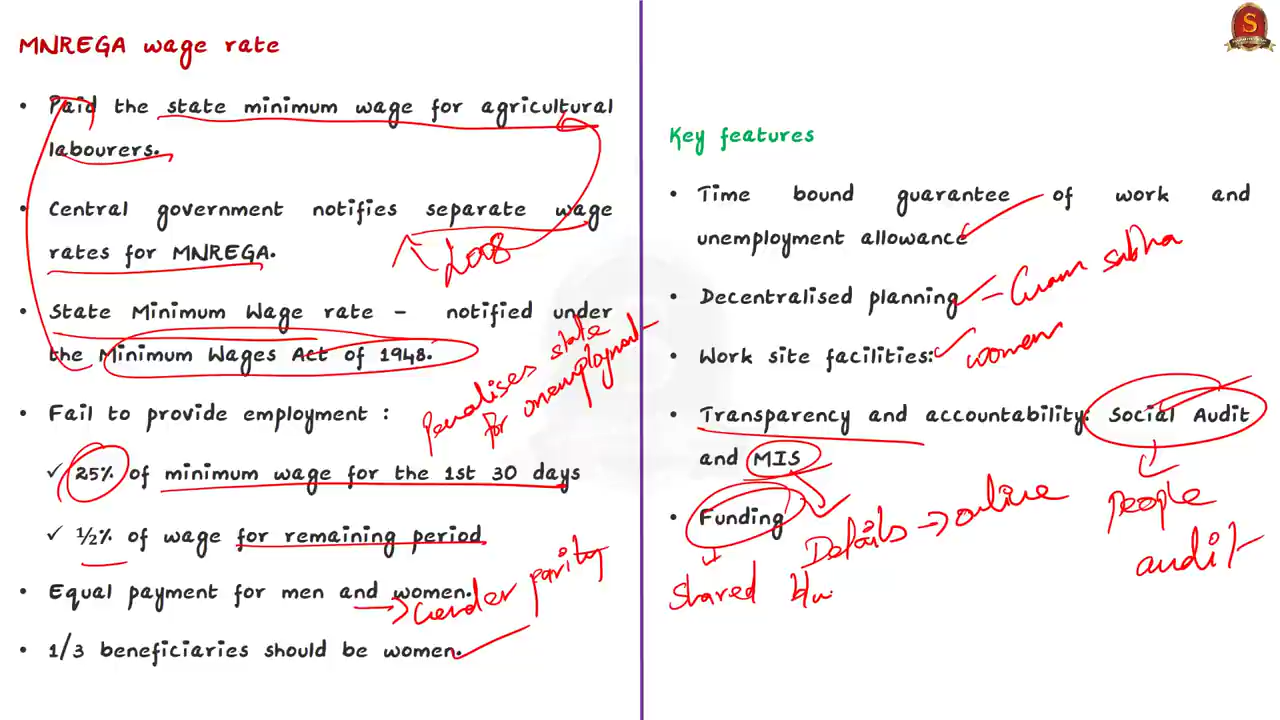 MNREGA wage rate
• Paid the state minimum wage for agricultural
labourers.
• Central government notifies separate wage
rates for MNREGA.
2008
• State Minimum Wage rate – notified under
the Minimum Wages Act of 1948.
Penalises state
for unemployment
• Fail to provide employment :
✓ 25% of minimum wage for the 1st 30 days
✓ ½% of wage for remaining period
• Equal payment for men and women.
→ Gender parity
• 1/3 beneficiaries should be women.
S
Key features
• Time bound guarantee of work and
unemployment allowance
• Decentralised planning
– Gram sabha
• Work site facilities:
women
• Transparency and accountability: Social Audit
and MIS
People
audit
• Funding
Details → online
shared b/w